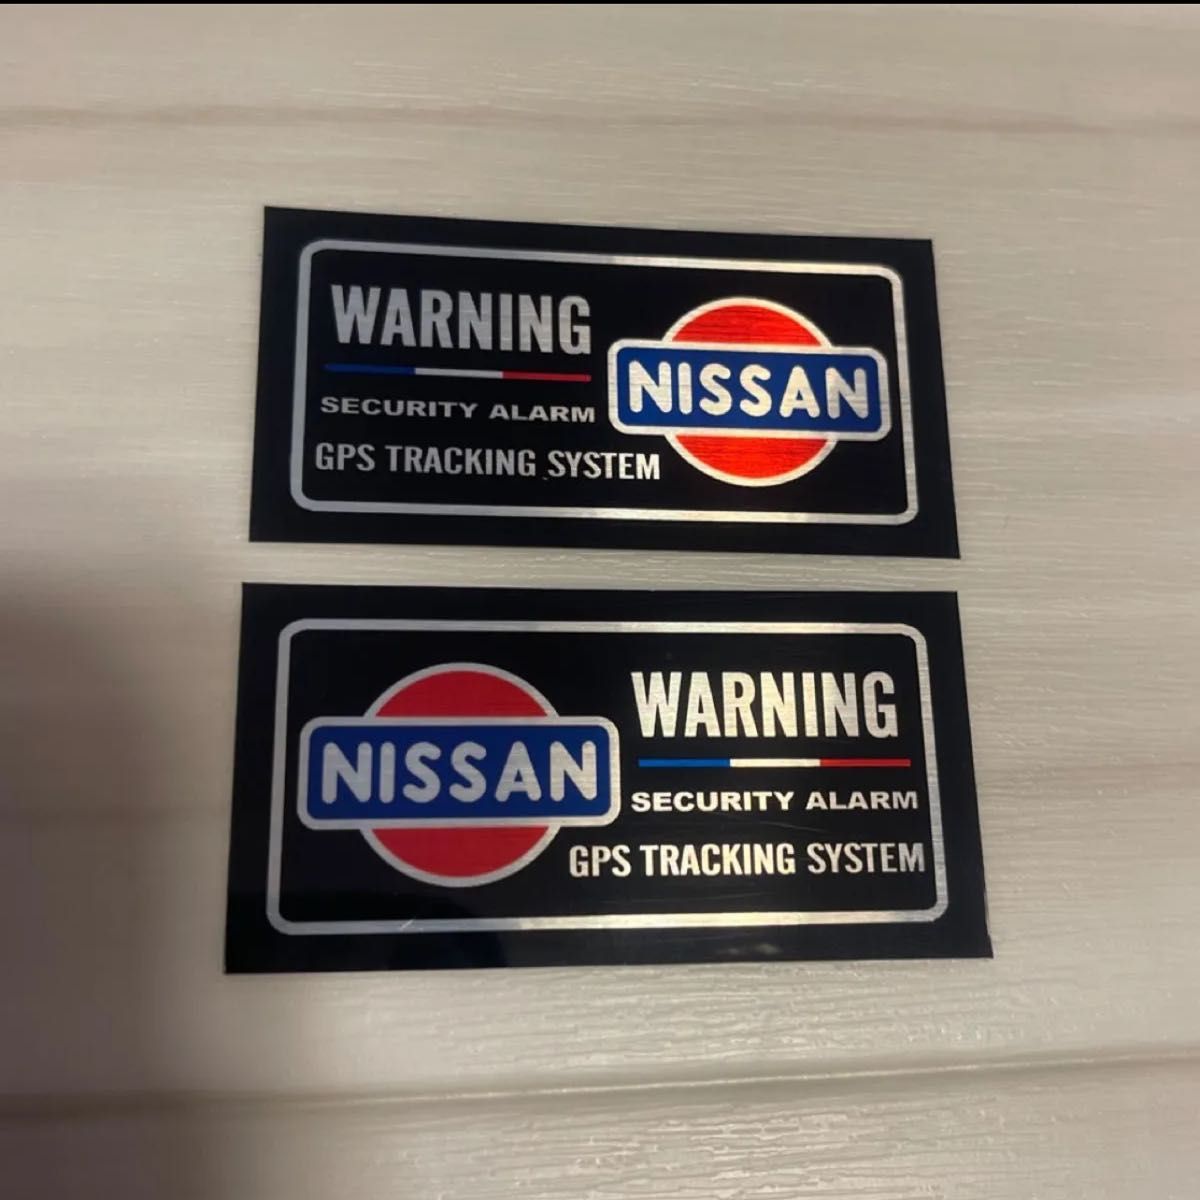 WARNING
SECURITY ALARM
GPS TRACKING SYSTEM
NISSAN
NISSAN
WARNING
SECURITY ALARM
GPS TRACKING SYSTEM